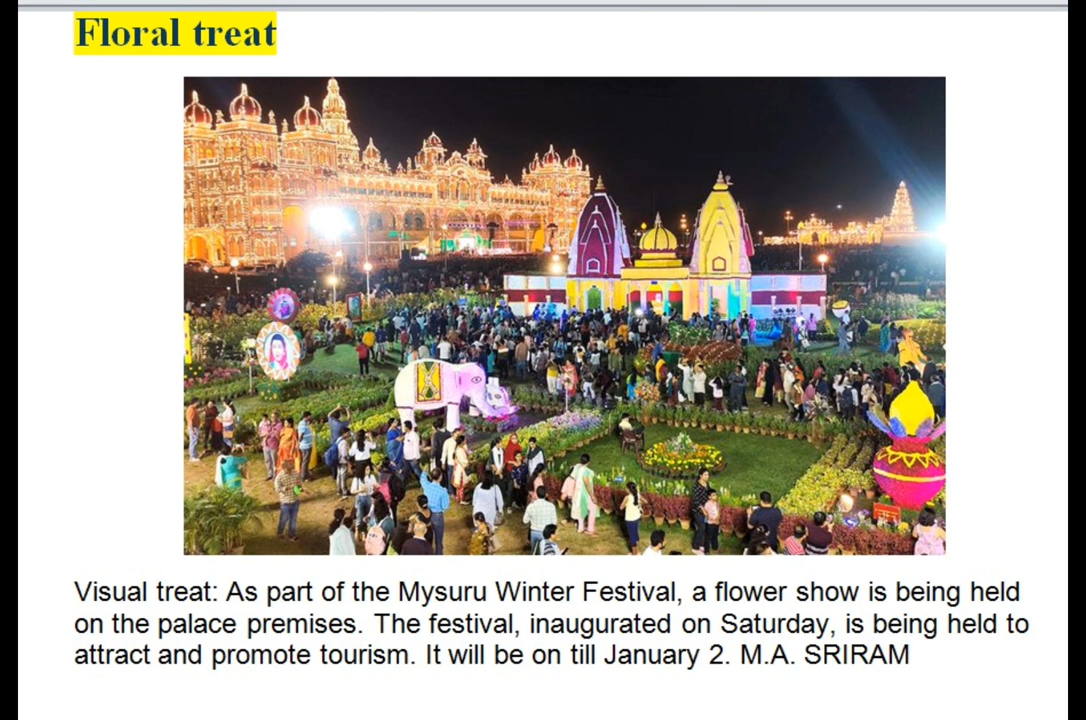 Floral treat
Visual treat: As part of the Mysuru Winter Festival, a flower show is being held
on the palace premises. The festival, inaugurated on Saturday, is being held to
attract and promote tourism. It will be on till January 2. M.A. SRIRAM